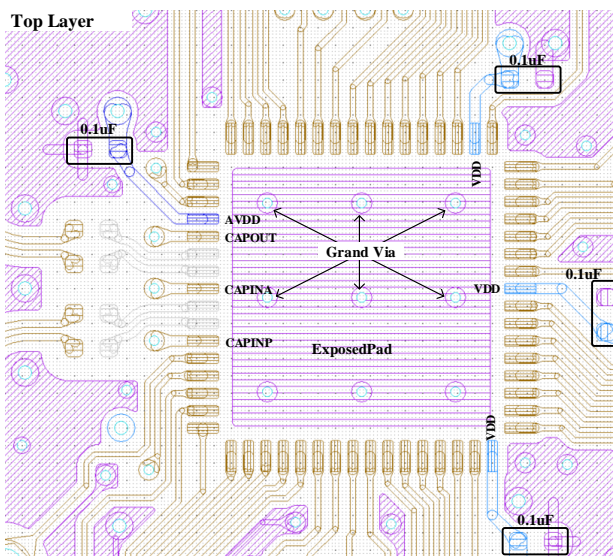 Top Layer
0.1uF
0.1uF
VDD
AVDD
CAPOUT
Grand Via
0.1uF
CAPINA
VDD
CAPINP
ExposedPad
VDD
0.1uF